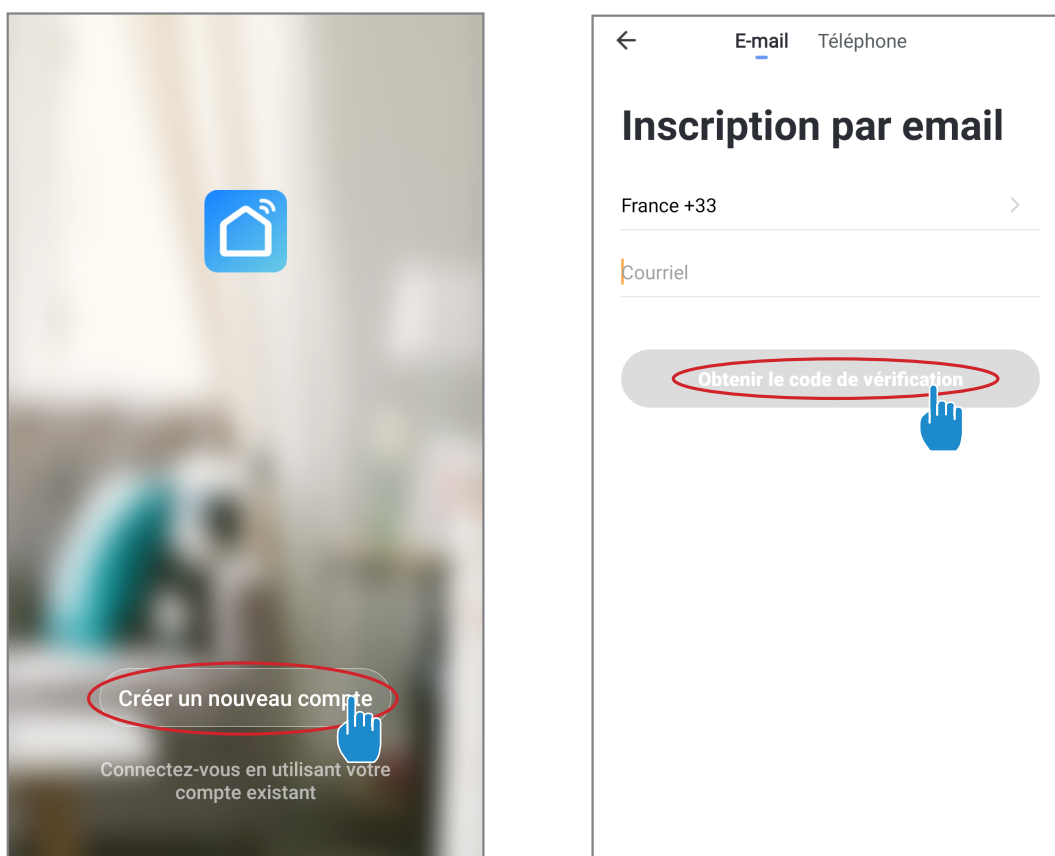 Créer un nouveau compte
Connectez-vous en utilisant votre
compte existant
E-mail Téléphone
Inscription par email
France +33
Courriel
Obtenir le code de vérification